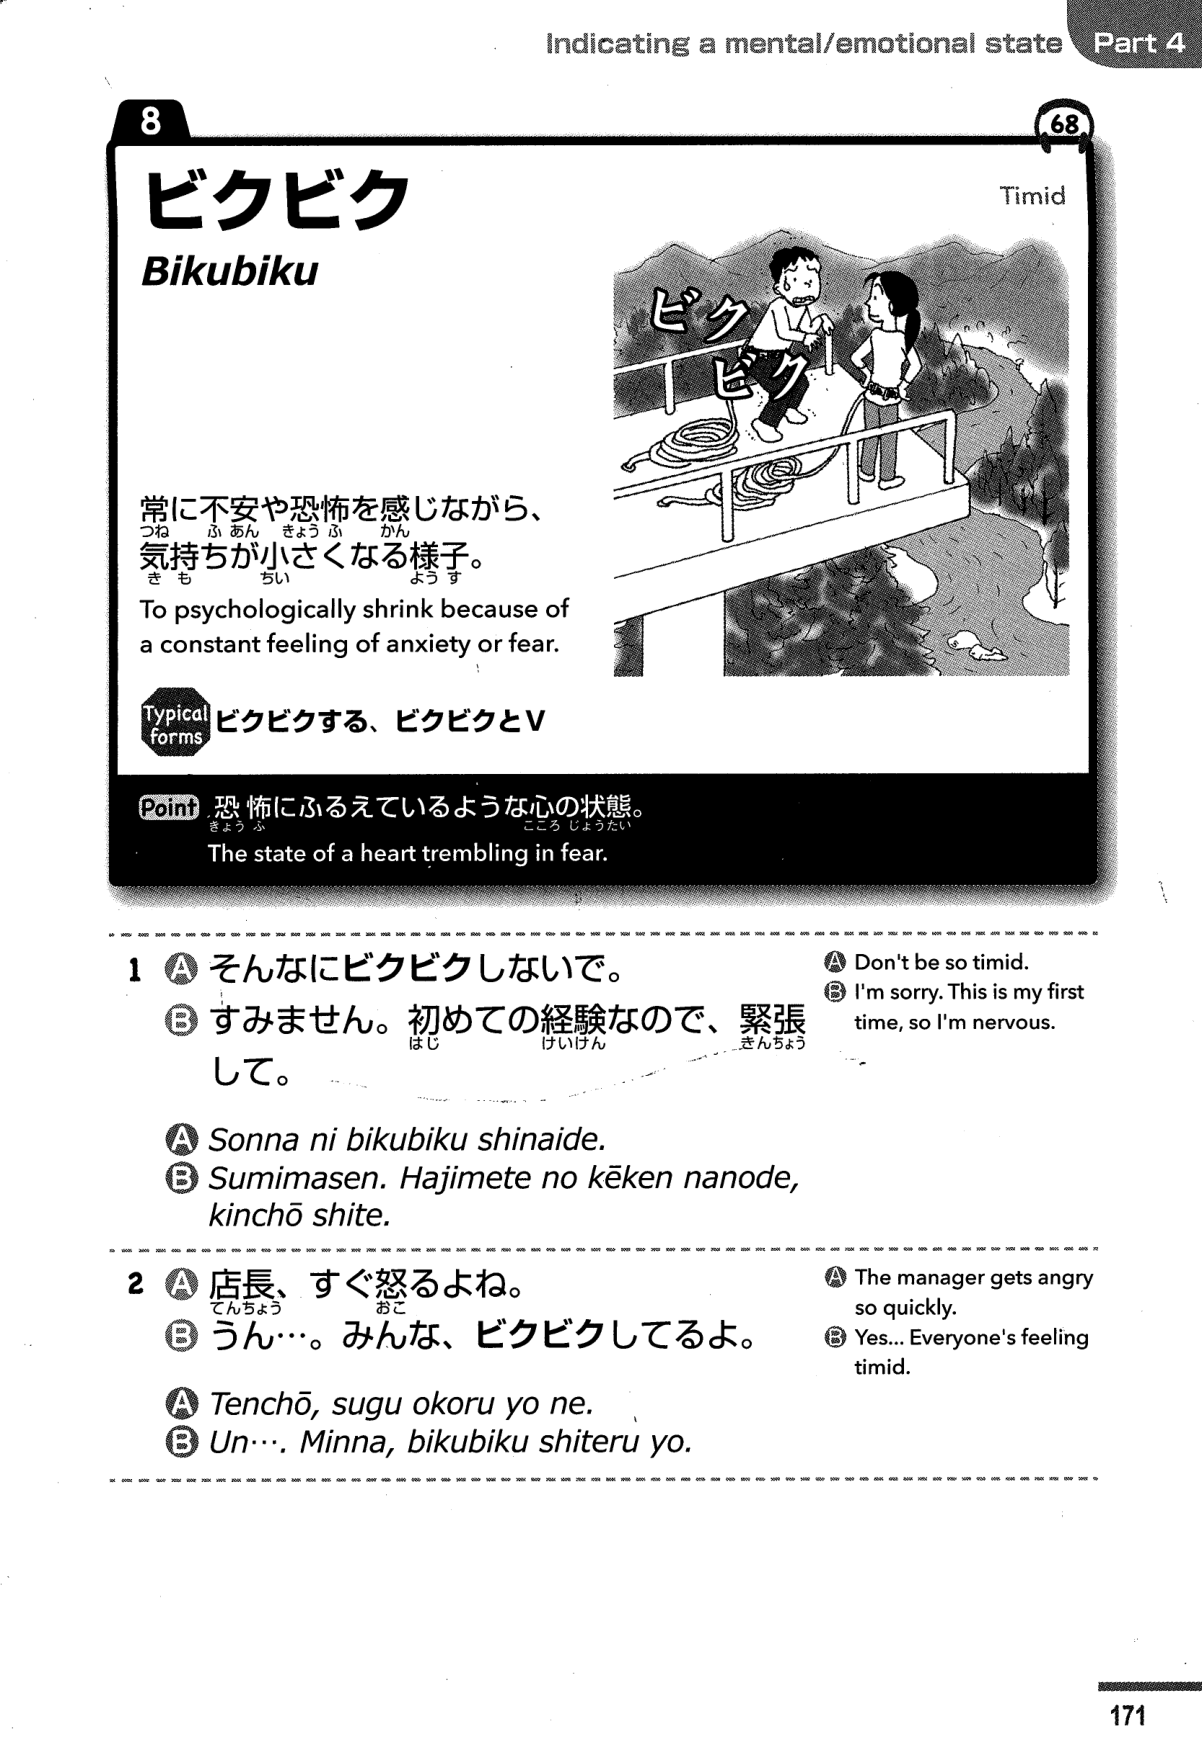 Indicating a mental/emotional state Part 4
8
68
ビクビク
Timid
Bikubiku
ビク
ビク
常に不安や恐怖を感じながら、
つね ふあん きょうふ かん
気持ちが小さくなる様子。
きも ちい ようす
To psychologically shrink because of
a constant feeling of anxiety or fear.
Typical
forms
ビクビクする、ビクビクとV
Point 恐怖にふるえているような心の状態。
きょうふ こころ じょうたい
The state of a heart trembling in fear.
1 A そんなにビクビクしないで。
B すみません。初めての経験なので、緊張
はじ けいけん きんちょう
して。
A Don't be so timid.
B I'm sorry. This is my first
time, so I'm nervous.
A Sonna ni bikubiku shinaide.
B Sumimasen. Hajimete no kēken nanode,
kinchō shite.
2 A 店長、すぐ怒るよね。
てんちょう おこ
B うん…。みんな、ビクビクしてるよ。
A The manager gets angry
so quickly.
B Yes... Everyone's feeling
timid.
A Tenchō, sugu okoru yo ne.
B Un…. Minna, bikubiku shiteru yo.
171